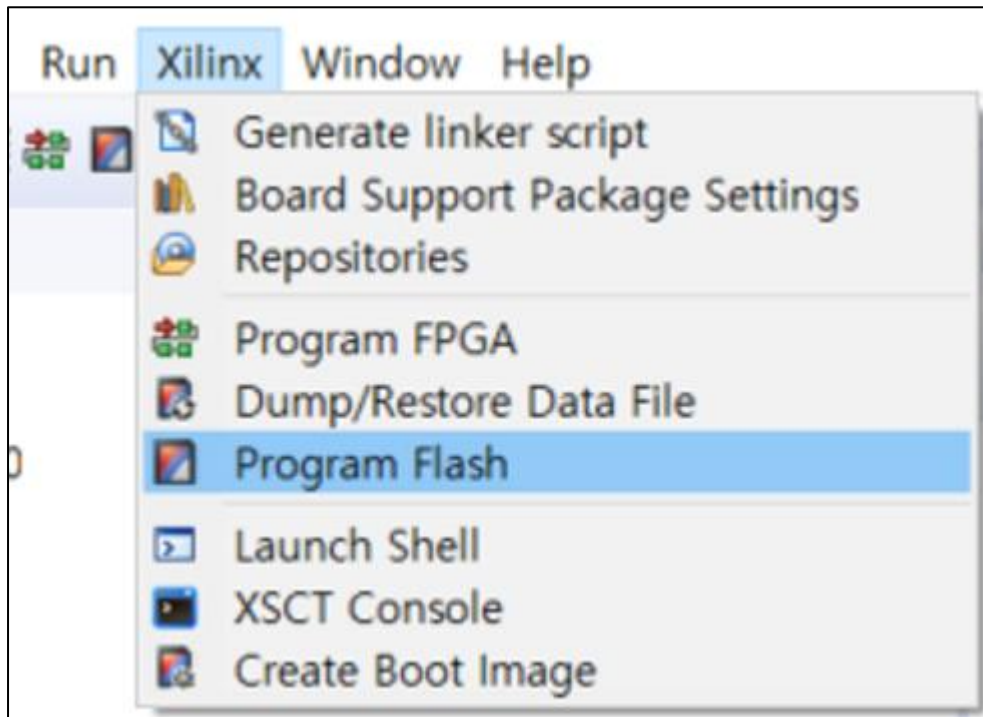 Run Xilinx Window Help
Generate linker script
Board Support Package Settings
Repositories
Program FPGA
Dump/Restore Data File
Program Flash
Launch Shell
XSCT Console
Create Boot Image